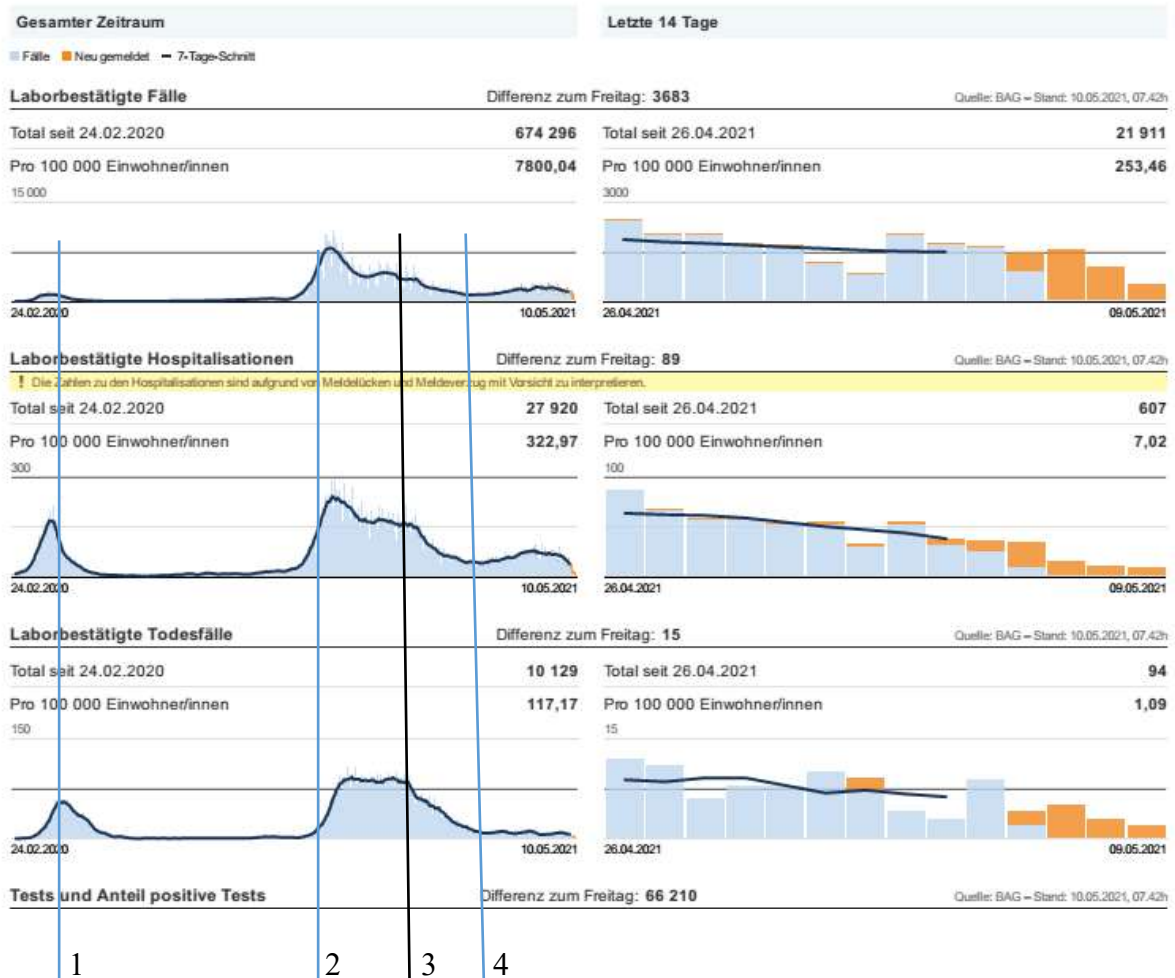 Gesamter Zeitraum Letzte 14 Tage
Fälle Neu gemeldet 7-Tage-Schnitt
Laborbestätigte Fälle Differenz zum Freitag: 3683 Quelle: BAG – Stand: 10.05.2021, 07.42h
Total seit 24.02.2020 674 296 Total seit 26.04.2021 21 911
Pro 100 000 Einwohner/innen 7800,04 Pro 100 000 Einwohner/innen 253,46
15 000 3000
24.02.2020 10.05.2021 26.04.2021 09.05.2021
Laborbestätigte Hospitalisationen Differenz zum Freitag: 89 Quelle: BAG – Stand: 10.05.2021, 07.42h
! Die Zahlen zu den Hospitalisationen sind aufgrund von Meldelücken und Meldeverzug mit Vorsicht zu interpretieren.
Total seit 24.02.2020 27 920 Total seit 26.04.2021 607
Pro 100 000 Einwohner/innen 322,97 Pro 100 000 Einwohner/innen 7,02
300 100
24.02.2020 10.05.2021 26.04.2021 09.05.2021
Laborbestätigte Todesfälle Differenz zum Freitag: 15 Quelle: BAG – Stand: 10.05.2021, 07.42h
Total seit 24.02.2020 10 129 Total seit 26.04.2021 94
Pro 100 000 Einwohner/innen 117,17 Pro 100 000 Einwohner/innen 1,09
150 15
24.02.2020 10.05.2021 26.04.2021 09.05.2021
Tests und Anteil positive Tests Differenz zum Freitag: 66 210 Quelle: BAG – Stand: 10.05.2021, 07.42h
1 2 3 4